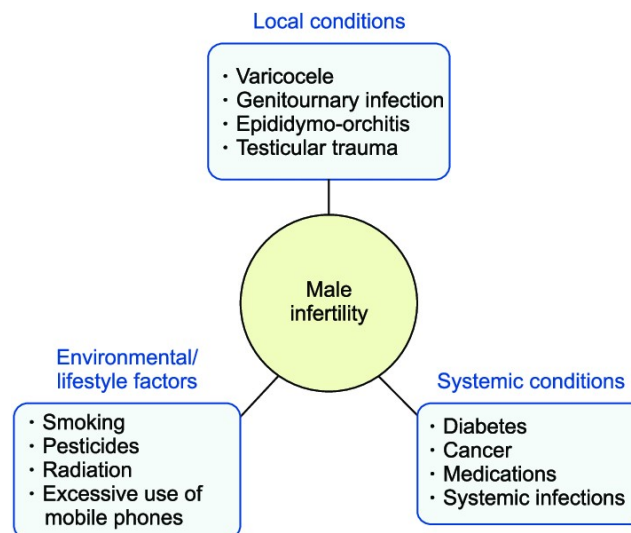 Local conditions
· Varicocele
· Genitournary infection
· Epididymo-orchitis
· Testicular trauma
Male
infertility
Environmental/
lifestyle factors
· Smoking
· Pesticides
· Radiation
· Excessive use of
mobile phones
Systemic conditions
· Diabetes
· Cancer
· Medications
· Systemic infections